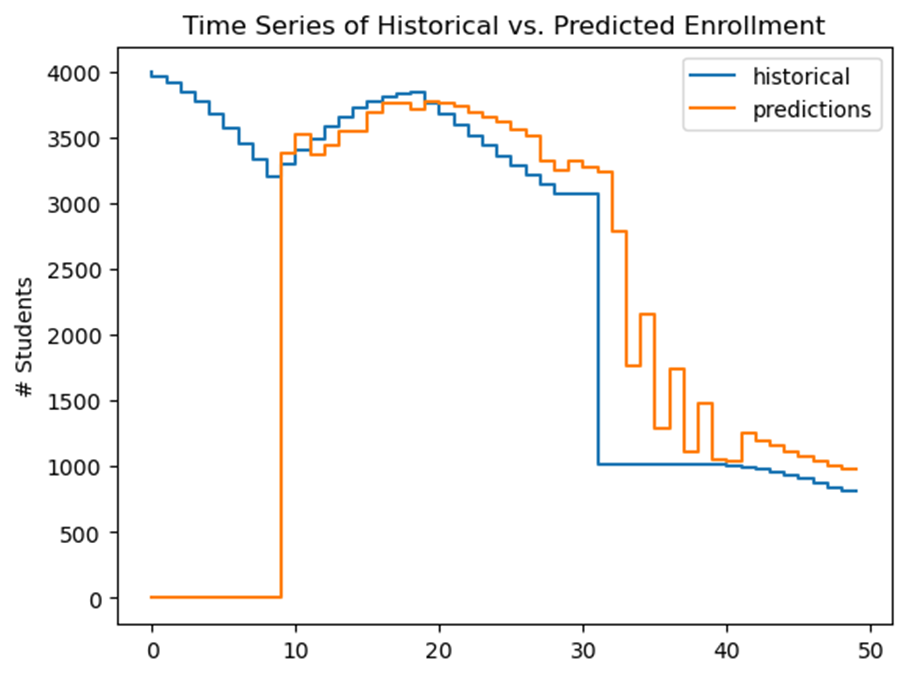 Time Series of Historical vs. Predicted Enrollment
historical
predictions
# Students
4000
3500
3000
2500
2000
1500
1000
500
0
0 10 20 30 40 50